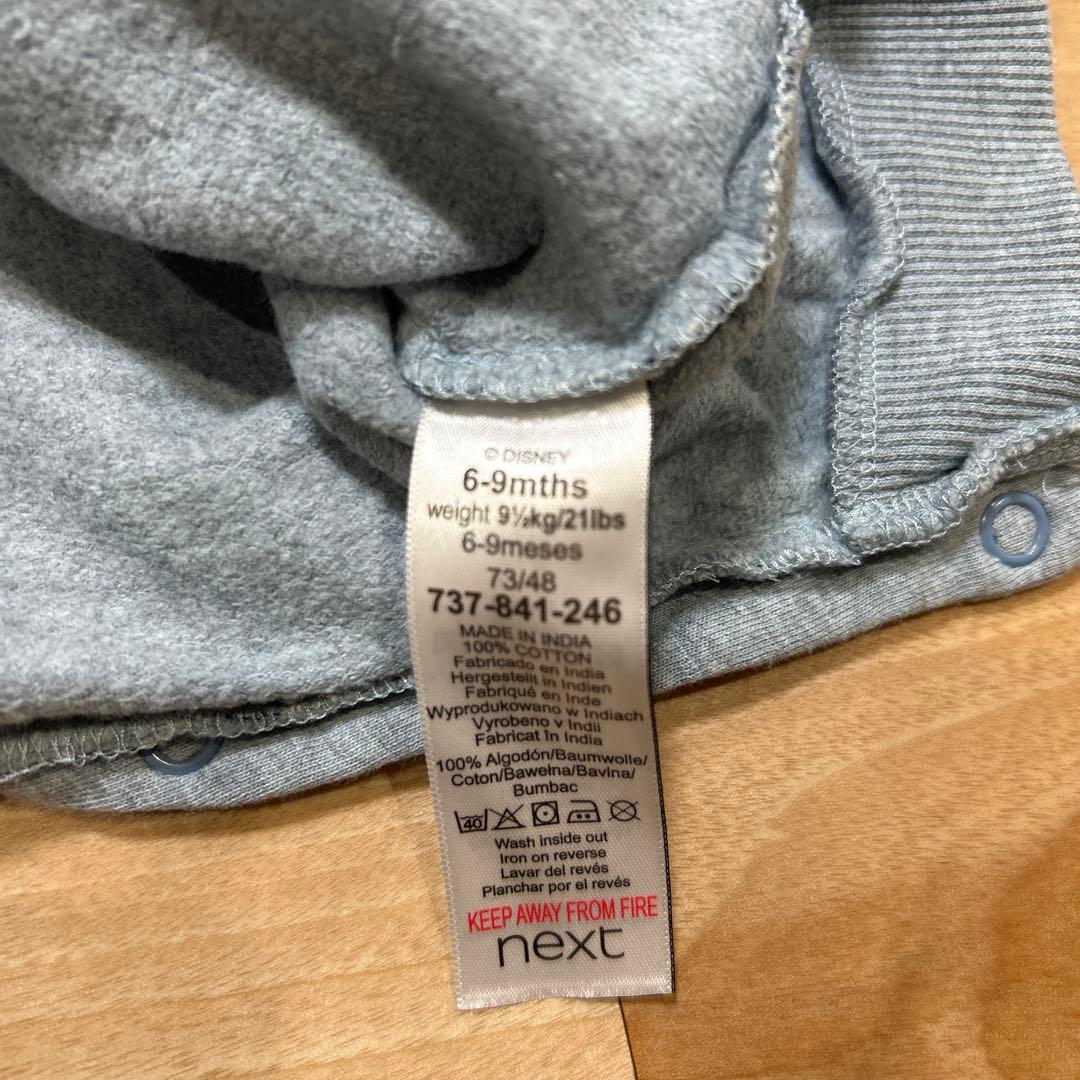 © DISNEY
6-9mths
weight 9½kg/21lbs
6-9meses
73/48
737-841-246
MADE IN INDIA
100% COTTON
Fabricado en India
Hergestellt in Indien
Fabriqué en Inde
Wyprodukowano w Indiach
Vyrobeno v Indii
Fabricat în India
100% Algodón/Baumwolle/
Coton/Bawełna/Bavlna/
Bumbac
40
Wash inside out
Iron on reverse
Lavar del revés
Planchar por el revés
KEEP AWAY FROM FIRE
next